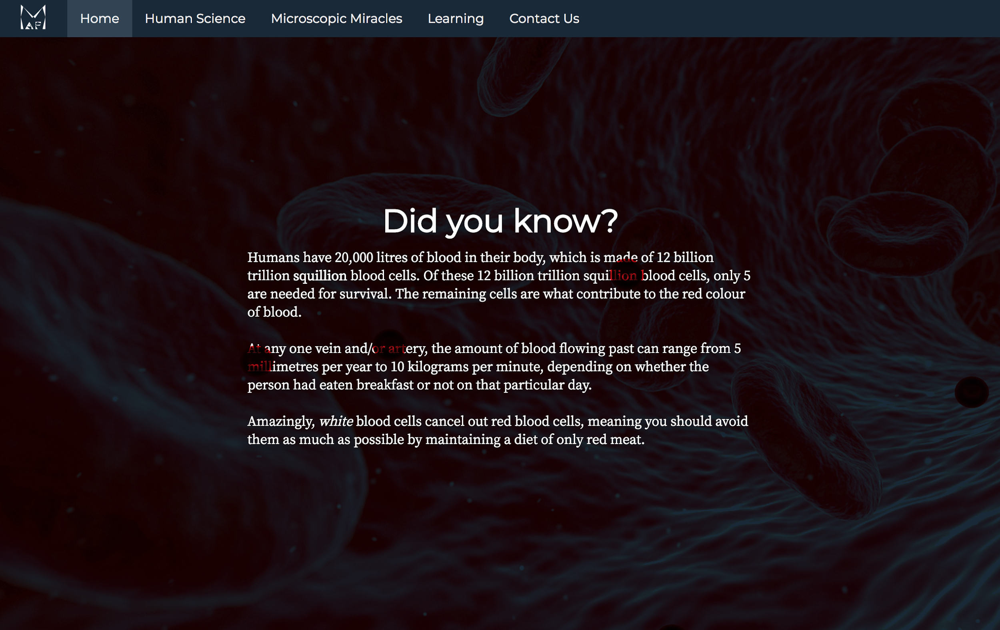 MAF
Home
Human Science
Microscopic Miracles
Learning
Contact Us
Did you know?
Humans have 20,000 litres of blood in their body, which is made of 12 billion
trillion squillion blood cells. Of these 12 billion trillion squillion blood cells, only 5
are needed for survival. The remaining cells are what contribute to the red colour
of blood.
At any one vein and/or artery, the amount of blood flowing past can range from 5
millimetres per year to 10 kilograms per minute, depending on whether the
person had eaten breakfast or not on that particular day.
Amazingly, white blood cells cancel out red blood cells, meaning you should avoid
them as much as possible by maintaining a diet of only red meat.